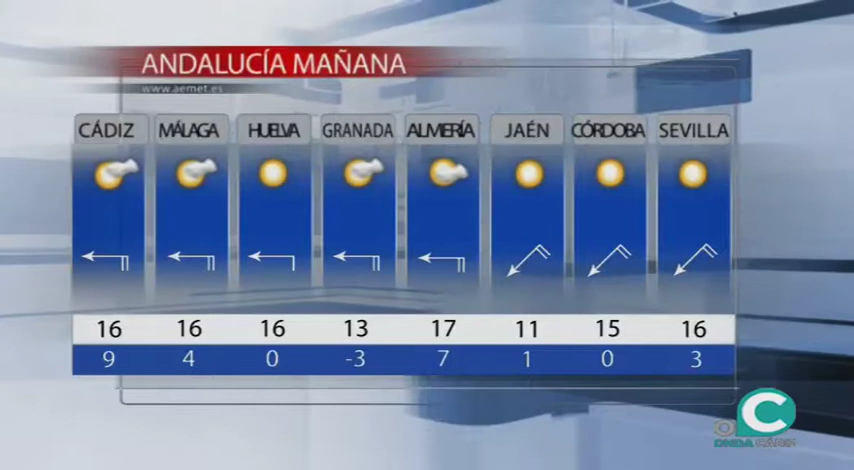 ANDALUCÍA MAÑANA
www.aemet.es
CÁDIZ MÁLAGA HUELVA GRANADA ALMERÍA JAÉN CÓRDOBA SEVILLA
16 16 16 13 17 11 15 16
9 4 0 -3 7 1 0 3
C
ONDA CÁDIZ